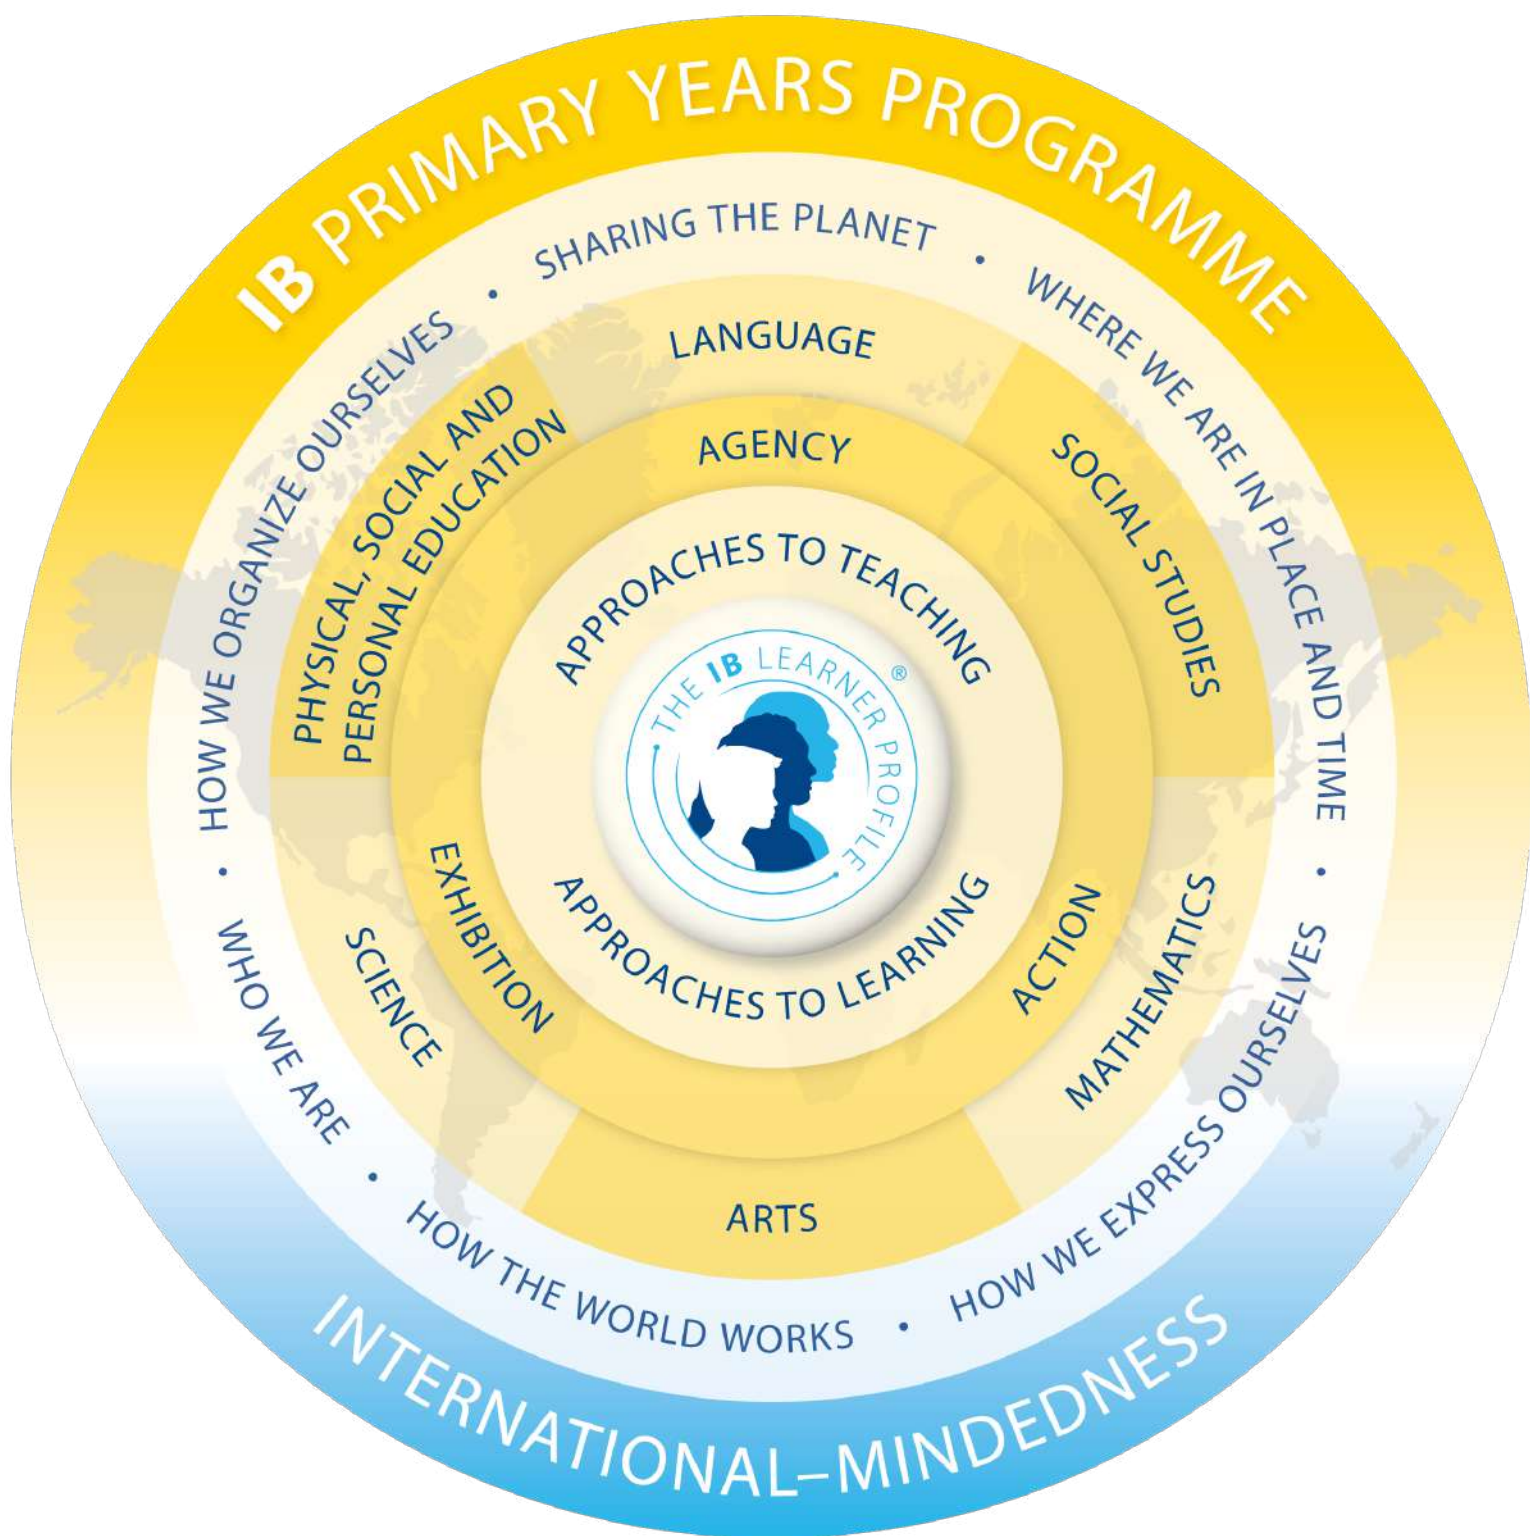 IB PRIMARY YEARS PROGRAMME
SHARING THE PLANET
•
WHERE WE ARE IN PLACE AND TIME
•
HOW WE EXPRESS OURSELVES
•
HOW THE WORLD WORKS
•
WHO WE ARE
•
HOW WE ORGANIZE OURSELVES
•
LANGUAGE
SOCIAL STUDIES
MATHEMATICS
ARTS
SCIENCE
PHYSICAL, SOCIAL AND
PERSONAL EDUCATION
AGENCY
ACTION
EXHIBITION
APPROACHES TO TEACHING
THE IB LEARNER PROFILE ®
APPROACHES TO LEARNING
INTERNATIONAL–MINDEDNESS